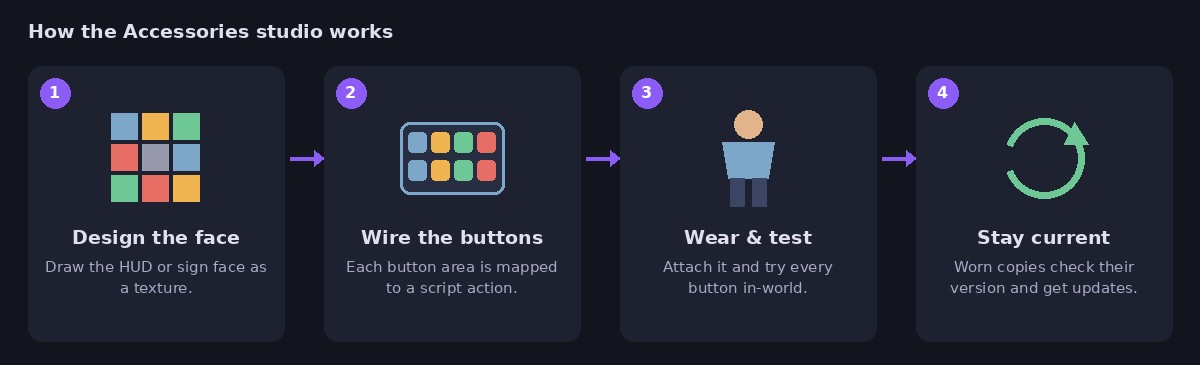 How the Accessories studio works
1
Design the face
Draw the HUD or sign face as
a texture.
2
Wire the buttons
Each button area is mapped
to a script action.
3
Wear & test
Attach it and try every
button in-world.
4
Stay current
Worn copies check their
version and get updates.